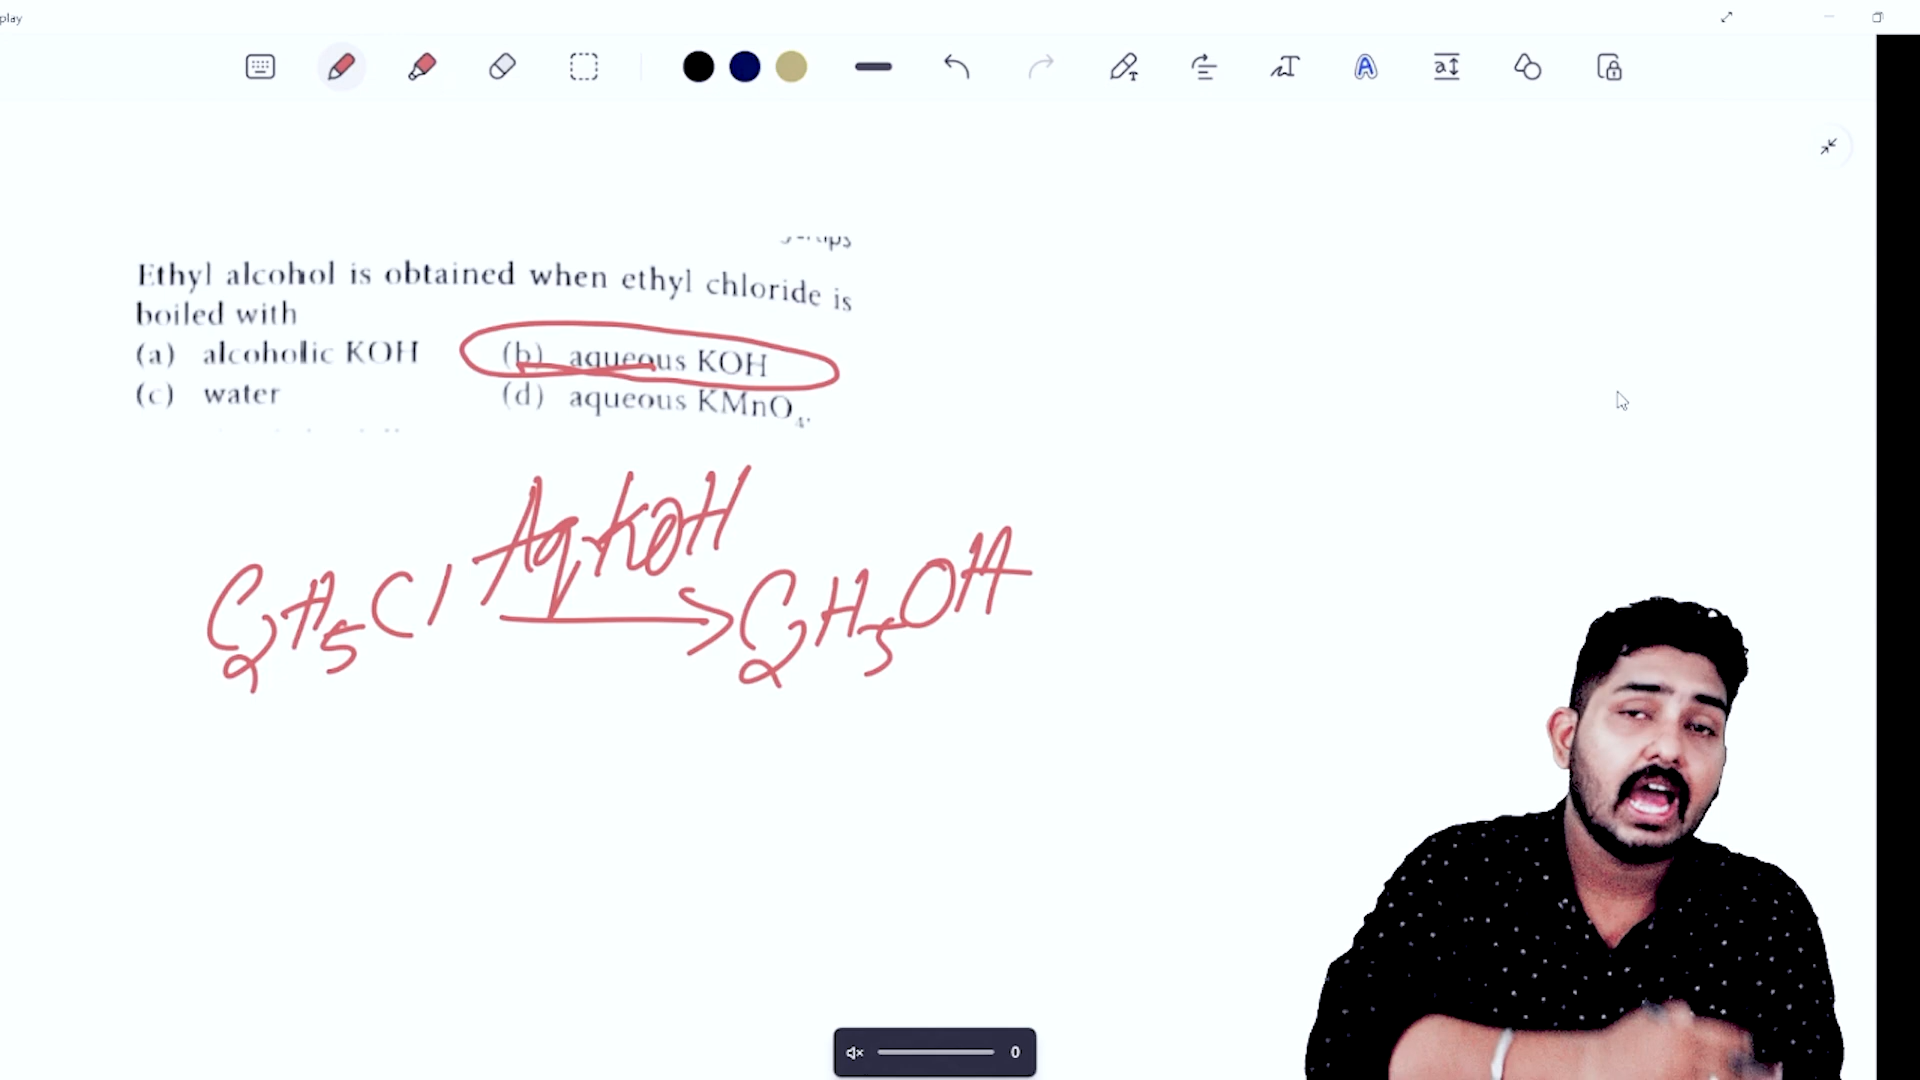 play
Ethyl alcohol is obtained when ethyl chloride is
boiled with
(a) alcoholic KOH (b) aqueous KOH
(c) water (d) aqueous KMnO₄.
Aq. KOH
C₂H₅Cl → C₂H₅OH
0